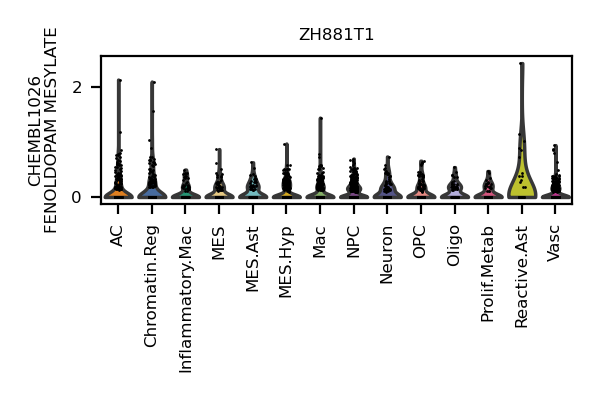 ZH881T1
CHEMBL1026
FENOLDOPAM MESYLATE
2
0
AC
Chromatin.Reg
Inflammatory.Mac
MES
MES.Ast
MES.Hyp
Mac
NPC
Neuron
OPC
Oligo
Prolif.Metab
Reactive.Ast
Vasc